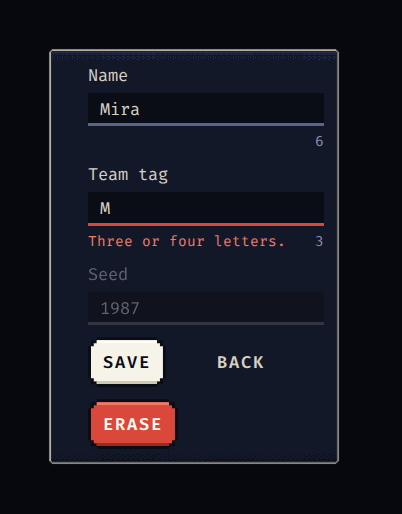 Name
Mira
6
Team tag
M
Three or four letters. 3
Seed
1987
SAVE BACK
ERASE